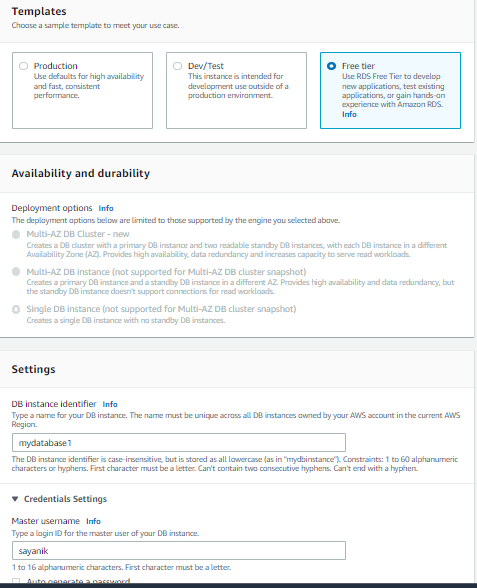 Templates
Choose a sample template to meet your use case.
Production
Use defaults for high availability
and fast, consistent
performance.
Dev/Test
This instance is intended for
development use outside of a
production environment.
Free tier
Use RDS Free Tier to develop
new applications, test existing
applications, or gain hands-on
experience with Amazon RDS.
Info
Availability and durability
Deployment options Info
The deployment options below are limited to those supported by the engine you selected above.
Multi-AZ DB Cluster - new
Creates a DB cluster with a primary DB instance and two readable standby DB instances, with each DB instance in a different
Availability Zone (AZ). Provides high availability, data redundancy and increases capacity to serve read workloads.
Multi-AZ DB instance (not supported for Multi-AZ DB cluster snapshot)
Creates a primary DB instance and a standby DB instance in a different AZ. Provides high availability and data redundancy, but
the standby DB instance doesn't support connections for read workloads.
Single DB instance (not supported for Multi-AZ DB cluster snapshot)
Creates a single DB instance with no standby DB instances.
Settings
DB instance identifier Info
Type a name for your DB instance. The name must be unique across all DB instances owned by your AWS account in the current AWS
Region.
mydatabase1
The DB instance identifier is case-insensitive, but is stored as all lowercase (as in "mydbinstance"). Constraints: 1 to 60 alphanumeric
characters or hyphens. First character must be a letter. Can't contain two consecutive hyphens. Can't end with a hyphen.
Credentials Settings
Master username Info
Type a login ID for the master user of your DB instance.
sayanik
1 to 16 alphanumeric characters. First character must be a letter.
Auto generate a password